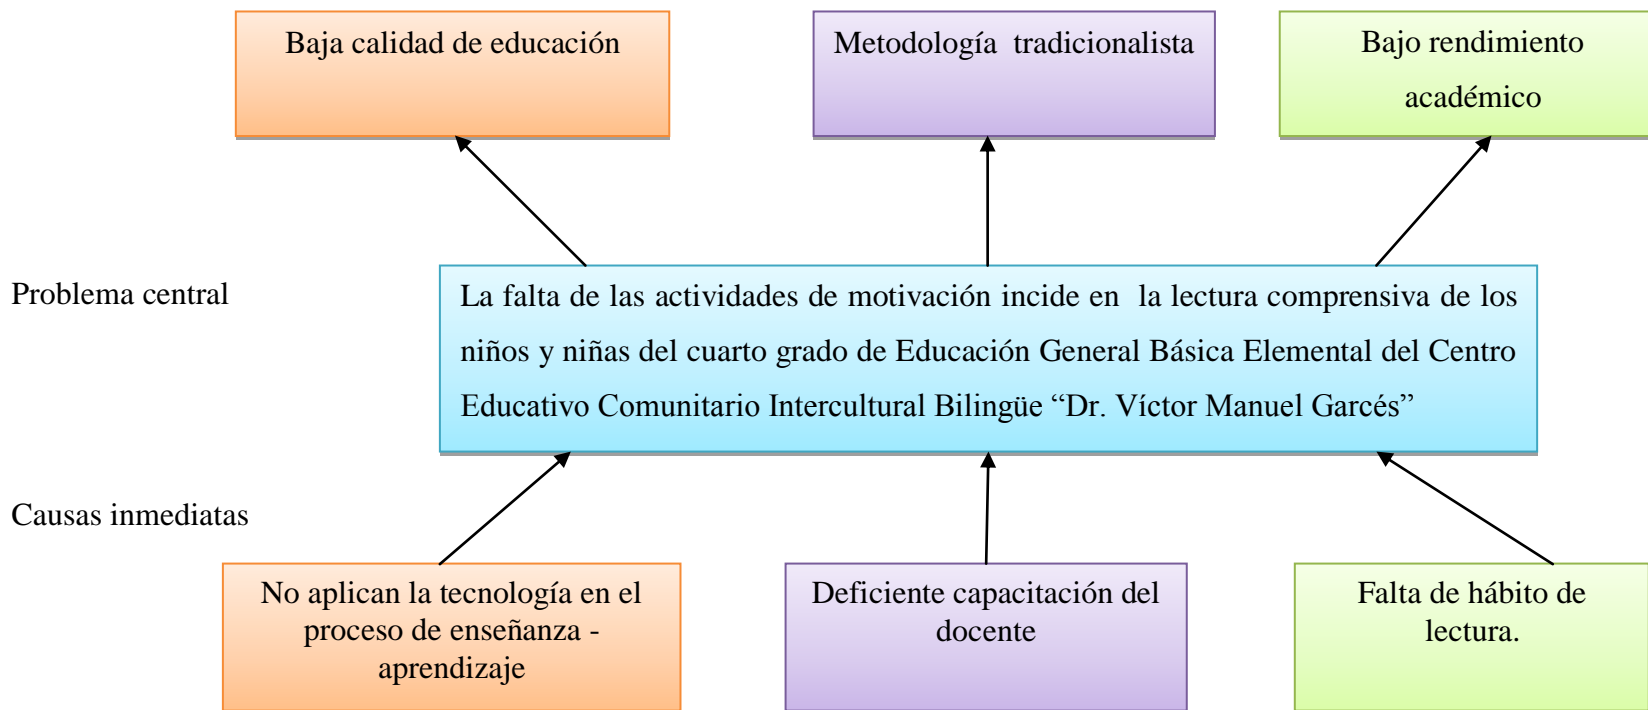 Baja calidad de educación
Metodología tradicionalista
Bajo rendimiento
académico
Problema central
La falta de las actividades de motivación incide en la lectura comprensiva de los
niños y niñas del cuarto grado de Educación General Básica Elemental del Centro
Educativo Comunitario Intercultural Bilingüe “Dr. Víctor Manuel Garcés”
Causas inmediatas
No aplican la tecnología en el
proceso de enseñanza -
aprendizaje
Deficiente capacitación del
docente
Falta de hábito de
lectura.